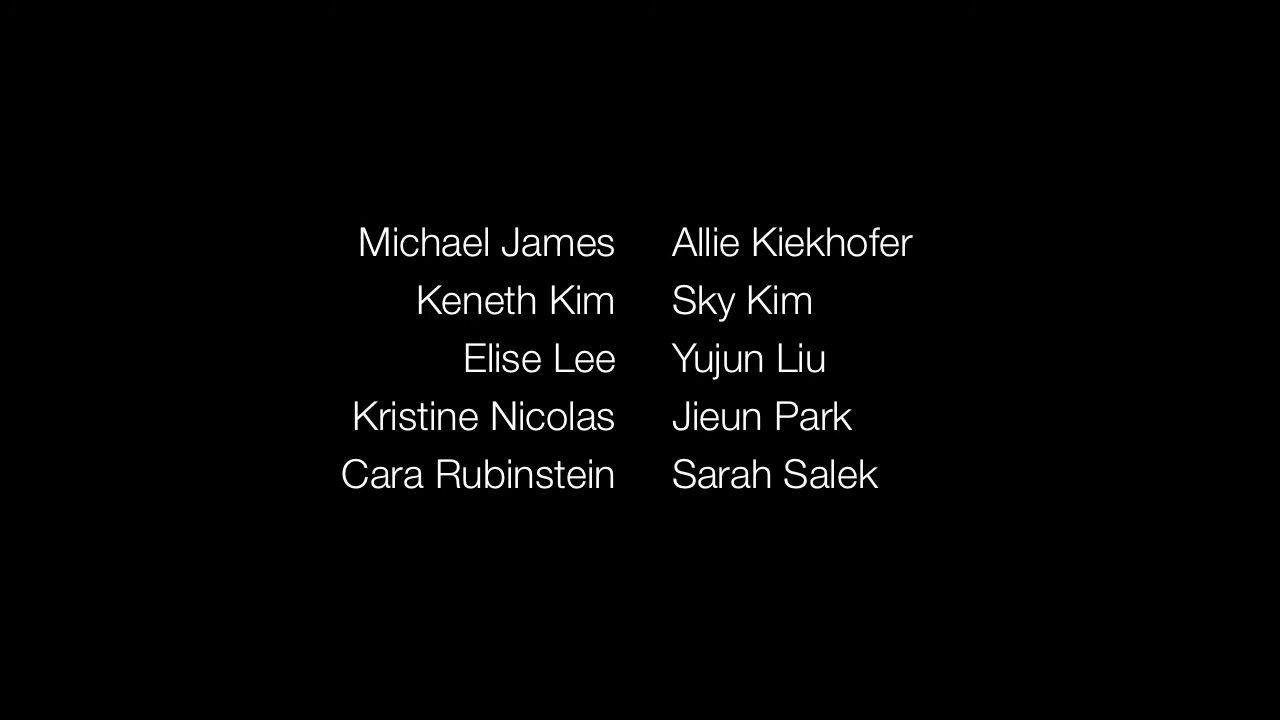 Michael James Allie Kiekhofer
Keneth Kim Sky Kim
Elise Lee Yujun Liu
Kristine Nicolas Jieun Park
Cara Rubinstein Sarah Salek